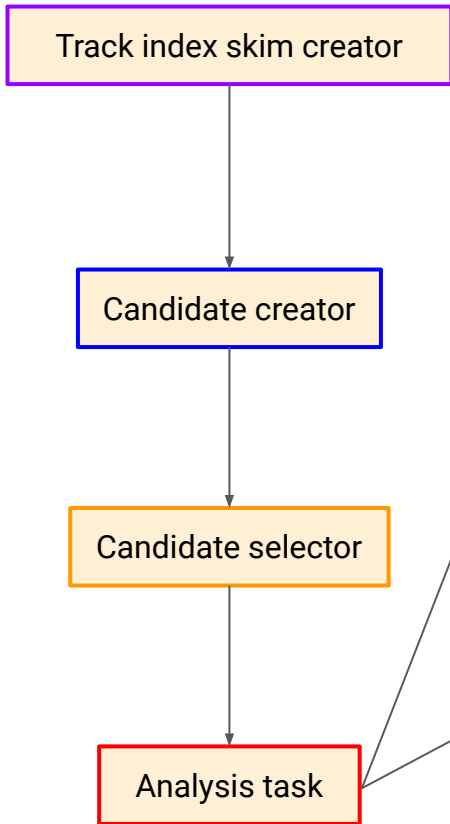 Track index skim creator
Candidate creator
Candidate selector
Analysis task